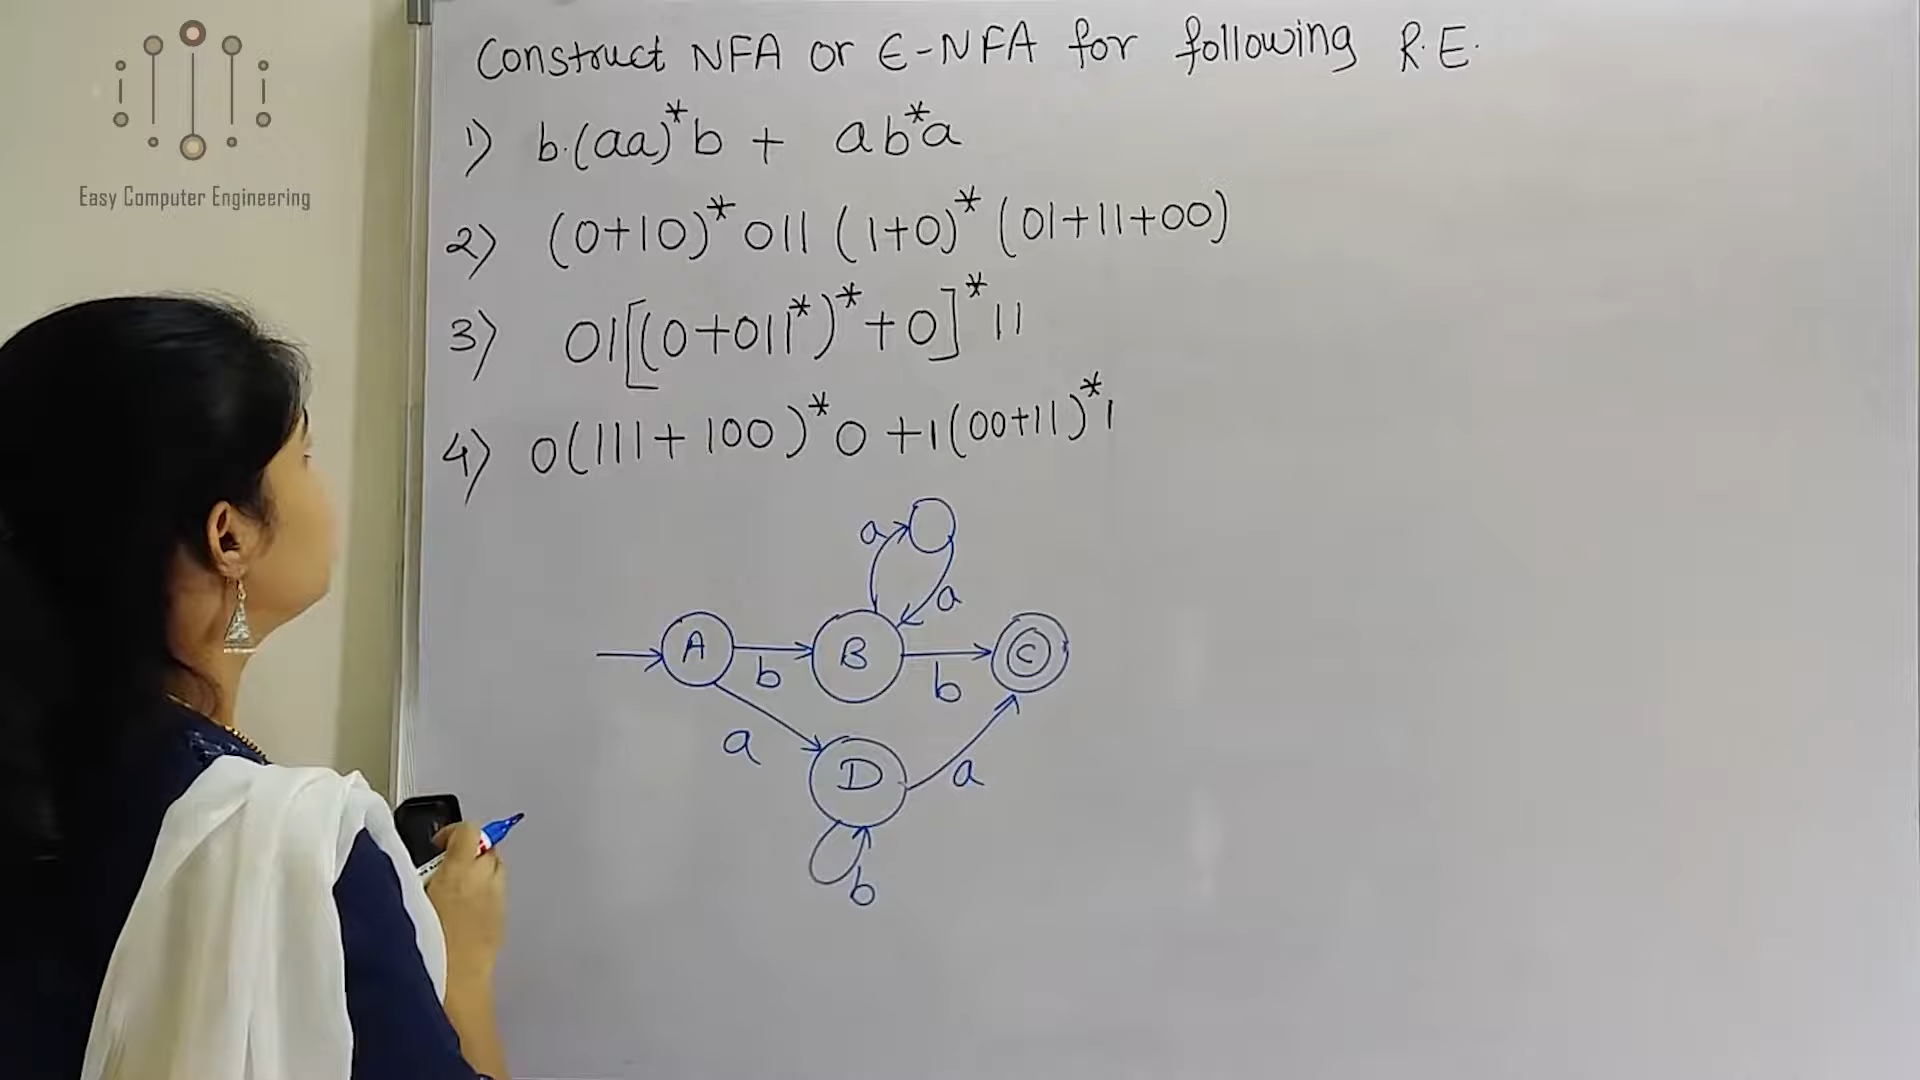 Easy Computer Engineering
Construct NFA or ϵ-NFA for following R.E.
1) b.(aa)*b + ab*a
2) (0+10)*011 (1+0)* (01+11+00)
3) 01[(0+011*)*+0]*11
4) 0(111+100)*0 +1(00+11)*1
a
a
A
b
B
b
C
a
D
a
b